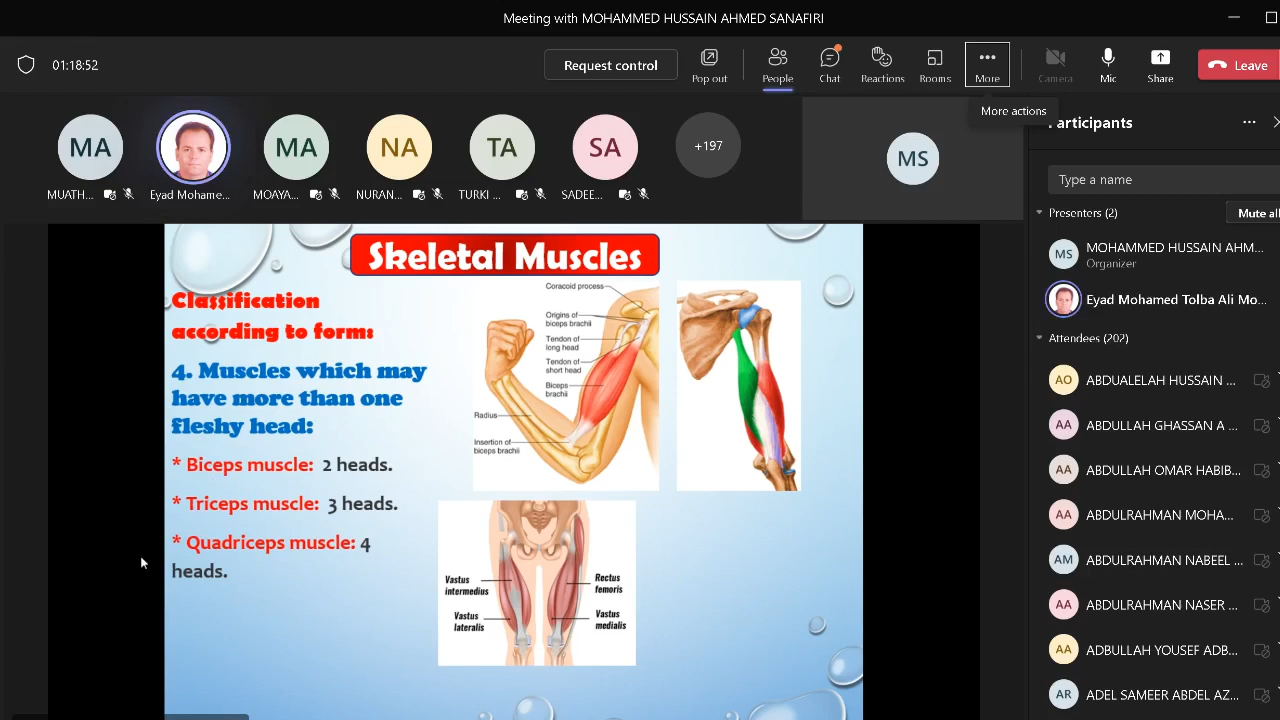 Meeting with MOHAMMED HUSSAIN AHMED SANAFIRI
01:18:52
Request control
Pop out
People
Chat
Reactions
Rooms
More
Camera
Mic
Share
Leave
More actions
MA
MA
NA
TA
SA
+197
MS
MUATH...
Eyad Mohame...
MOAYA...
NURAN...
TURKI ...
SADEE...
Participants
Type a name
Presenters (2)
Mute all
MS
MOHAMMED HUSSAIN AHM...
Organizer
Eyad Mohamed Tolba Ali Mo...
Attendees (202)
AO
ABDUALELAH HUSSAIN ...
AA
ABDULLAH GHASSAN A ...
AA
ABDULLAH OMAR HABIB...
AA
ABDULRAHMAN MOHA...
AM
ABDULRAHMAN NABEEL ...
AA
ABDULRAHMAN NASER ...
AA
ADBULLAH YOUSEF ADB...
AR
ADEL SAMEER ABDEL AZ...
Skeletal Muscles
Classification
according to form:
4. Muscles which may
have more than one
fleshy head:
* Biceps muscle: 2 heads.
* Triceps muscle: 3 heads.
* Quadriceps muscle: 4
heads.
Coracoid process
Origins of
biceps brachii
Tendon of
long head
Tendon of
short head
Biceps
brachii
Radius
Insertion of
biceps brachii
Vastus
intermedius
Vastus
lateralis
Rectus
femoris
Vastus
medialis